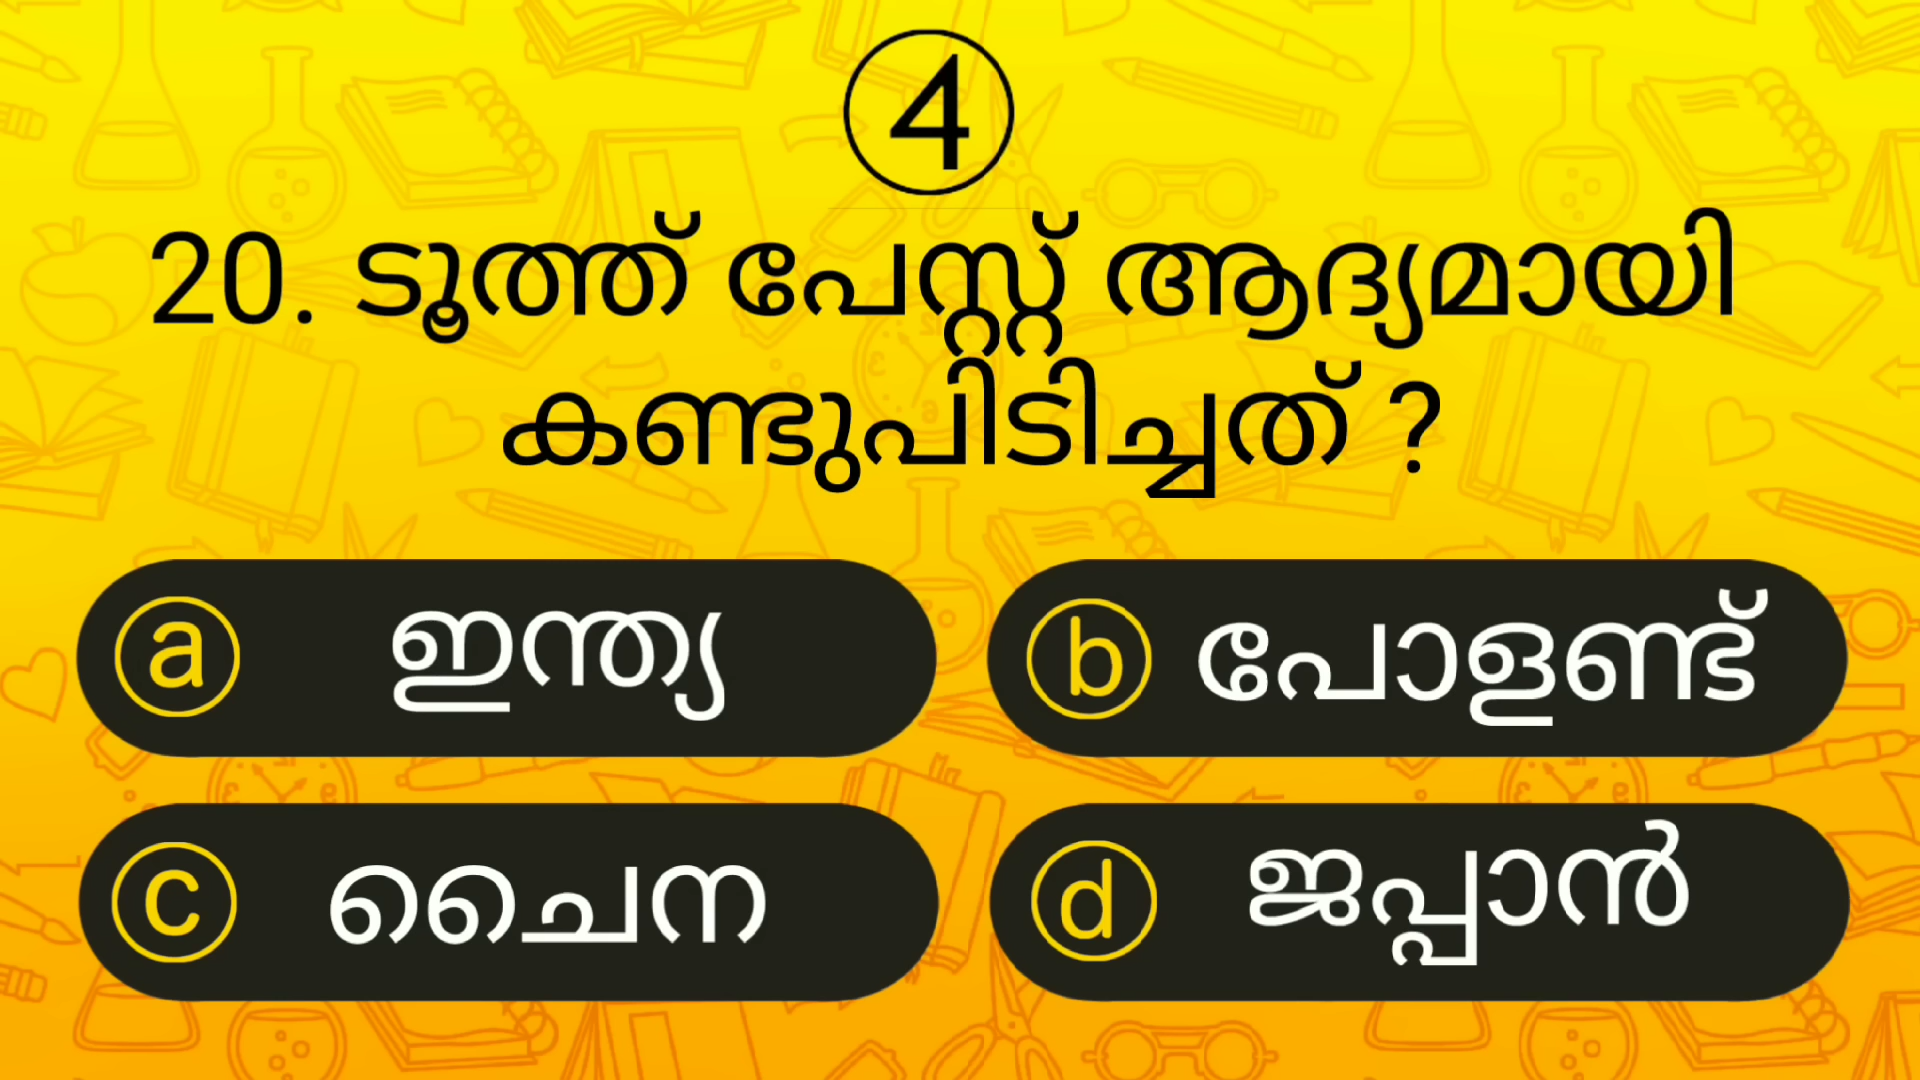 4
20. ടൂത്ത് പേസ്റ്റ് ആദ്യമായി
കണ്ടുപിടിച്ചത് ?
a ഇന്ത്യ
b പോളണ്ട്
c ചൈന
d ജപ്പാൻ